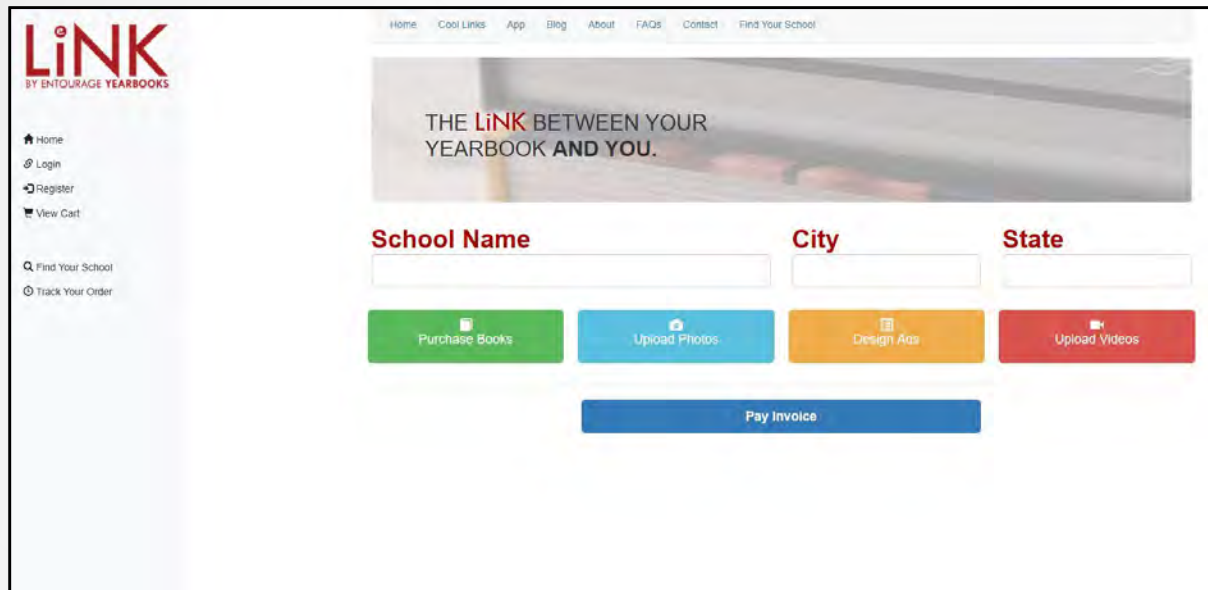 LiNK
BY ENTOURAGE YEARBOOKS
Home
Login
Register
View Cart
Find Your School
Track Your Order
Home Cool Links App Blog About FAQs Contact Find Your School
THE LiNK BETWEEN YOUR
YEARBOOK AND YOU.
School Name City State
Purchase Books Upload Photos Design Ads Upload Videos
Pay Invoice